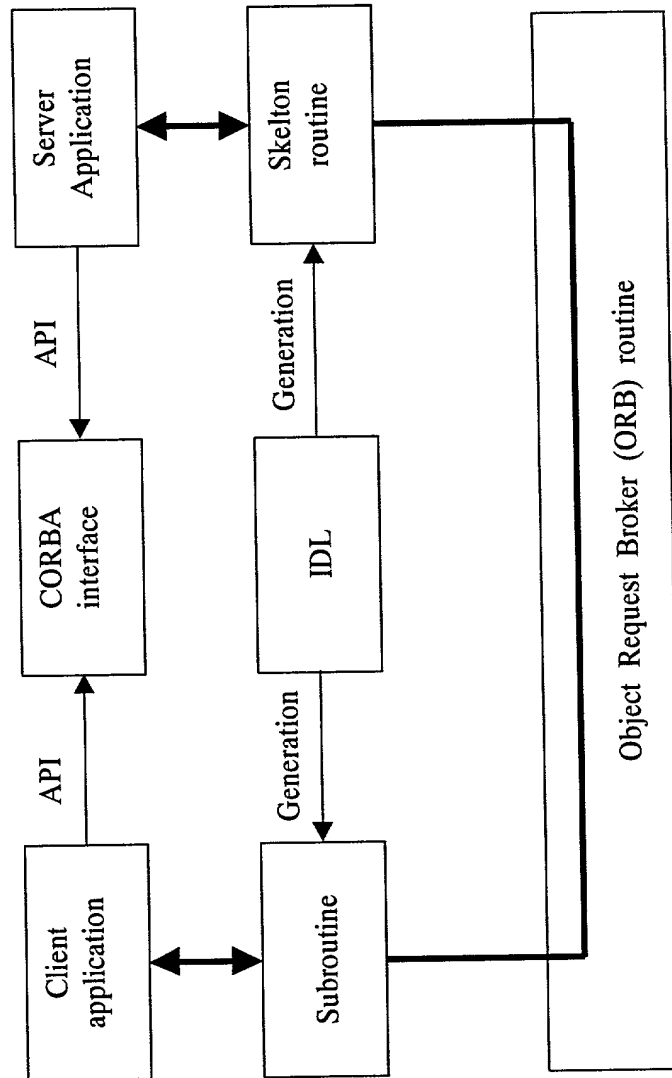 Client
application
API
CORBA
interface
API
Server
Application
Subroutine
Generation
IDL
Generation
Skelton
routine
Object Request Broker (ORB) routine